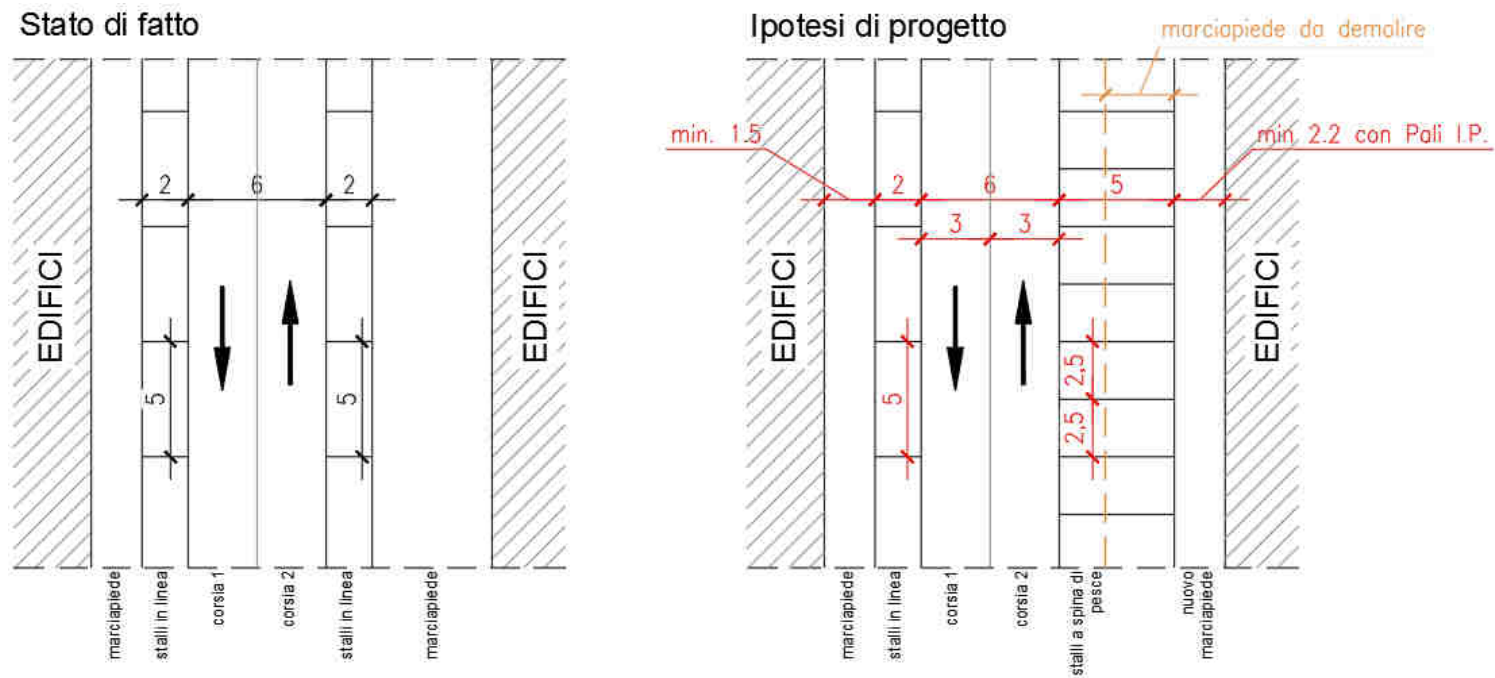 Stato di fatto
2
6
2
EDIFICI
EDIFICI
5
5
marciapiede
stalli in linea
corsia 1
corsia 2
stalli in linea
marciapiede
Ipotesi di progetto
marciapiede da demolire
min. 1.5
min 2.2 con Pali I.P.
2
6
5
3
3
EDIFICI
EDIFICI
5
2,5
2,5
marciapiede
stalli in linea
corsia 1
corsia 2
stalli a spina di
pesce
nuovo
marciapiede